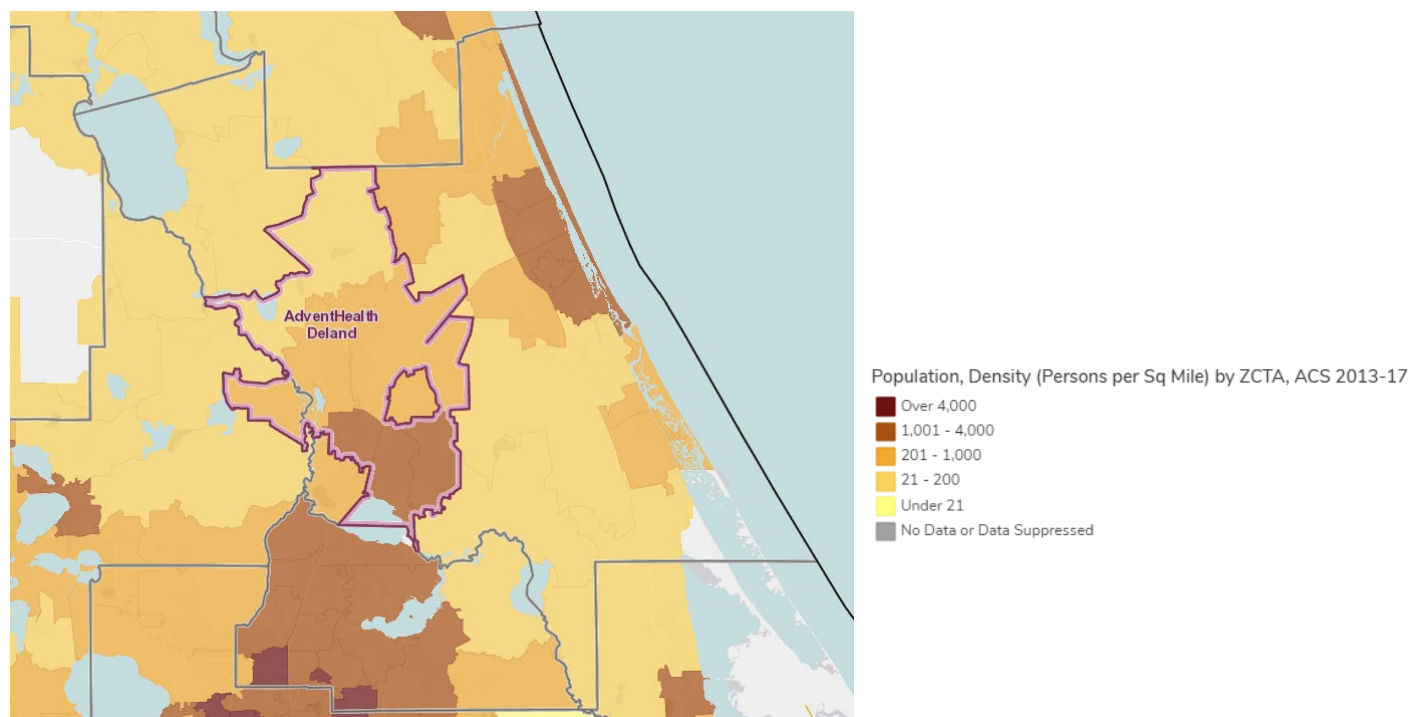 AdventHealth
Deland
Population, Density (Persons per Sq Mile) by ZCTA, ACS 2013-17
Over 4,000
1,001 - 4,000
201 - 1,000
21 - 200
Under 21
No Data or Data Suppressed